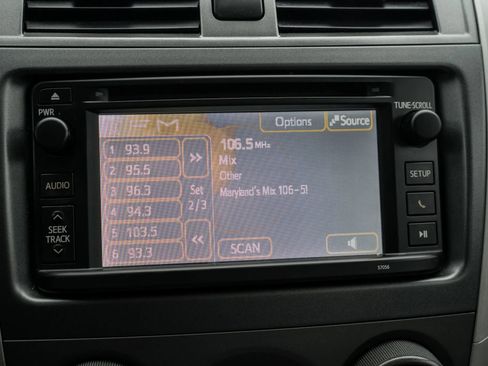 PWR
TUNE•SCROLL
FM
Options
Source
1 93.9
2 95.5
3 96.3
4 94.3
5 103.5
6 93.3
>>
Set
2/3
<<
106.5 MHz
Mix
Other
Maryland's Mix 106-5!
SCAN
AUDIO
SEEK
TRACK
SETUP
57056